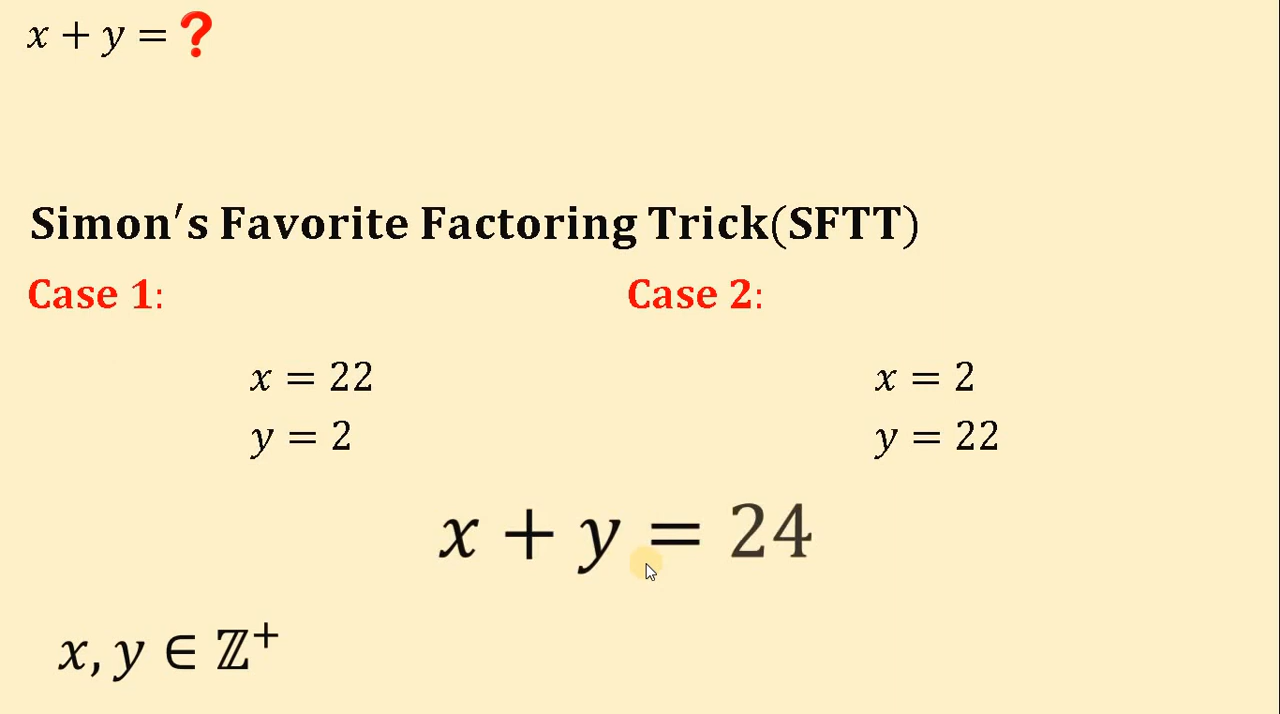 x + y = ❓
Simon's Favorite Factoring Trick(SFTT)
Case 1:
x = 22
y = 2
Case 2:
x = 2
y = 22
x + y = 24
x, y ∈ ℤ⁺